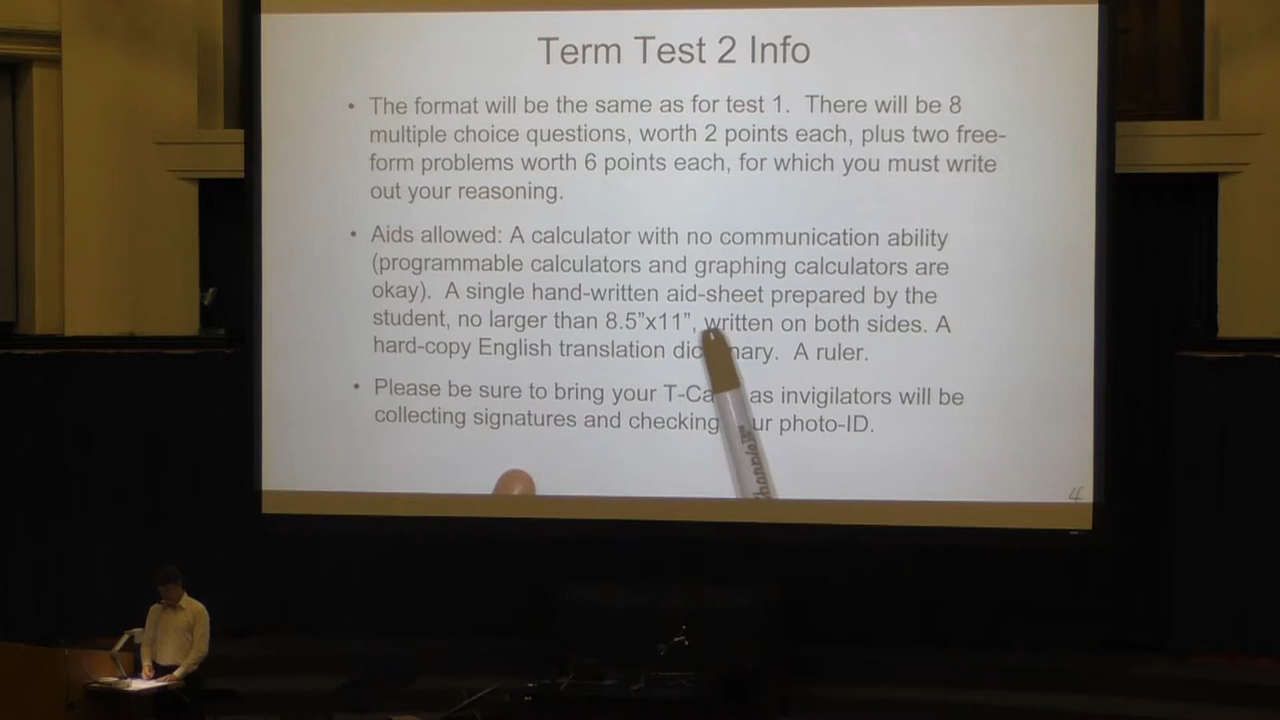 Term Test 2 Info
• The format will be the same as for test 1. There will be 8
multiple choice questions, worth 2 points each, plus two free-
form problems worth 6 points each, for which you must write
out your reasoning.
• Aids allowed: A calculator with no communication ability
(programmable calculators and graphing calculators are
okay). A single hand-written aid-sheet prepared by the
student, no larger than 8.5”x11”, written on both sides. A
hard-copy English translation. A ruler.
• Please be sure to bring your as invigilators will be
collecting signatures and checking photo-ID.
4